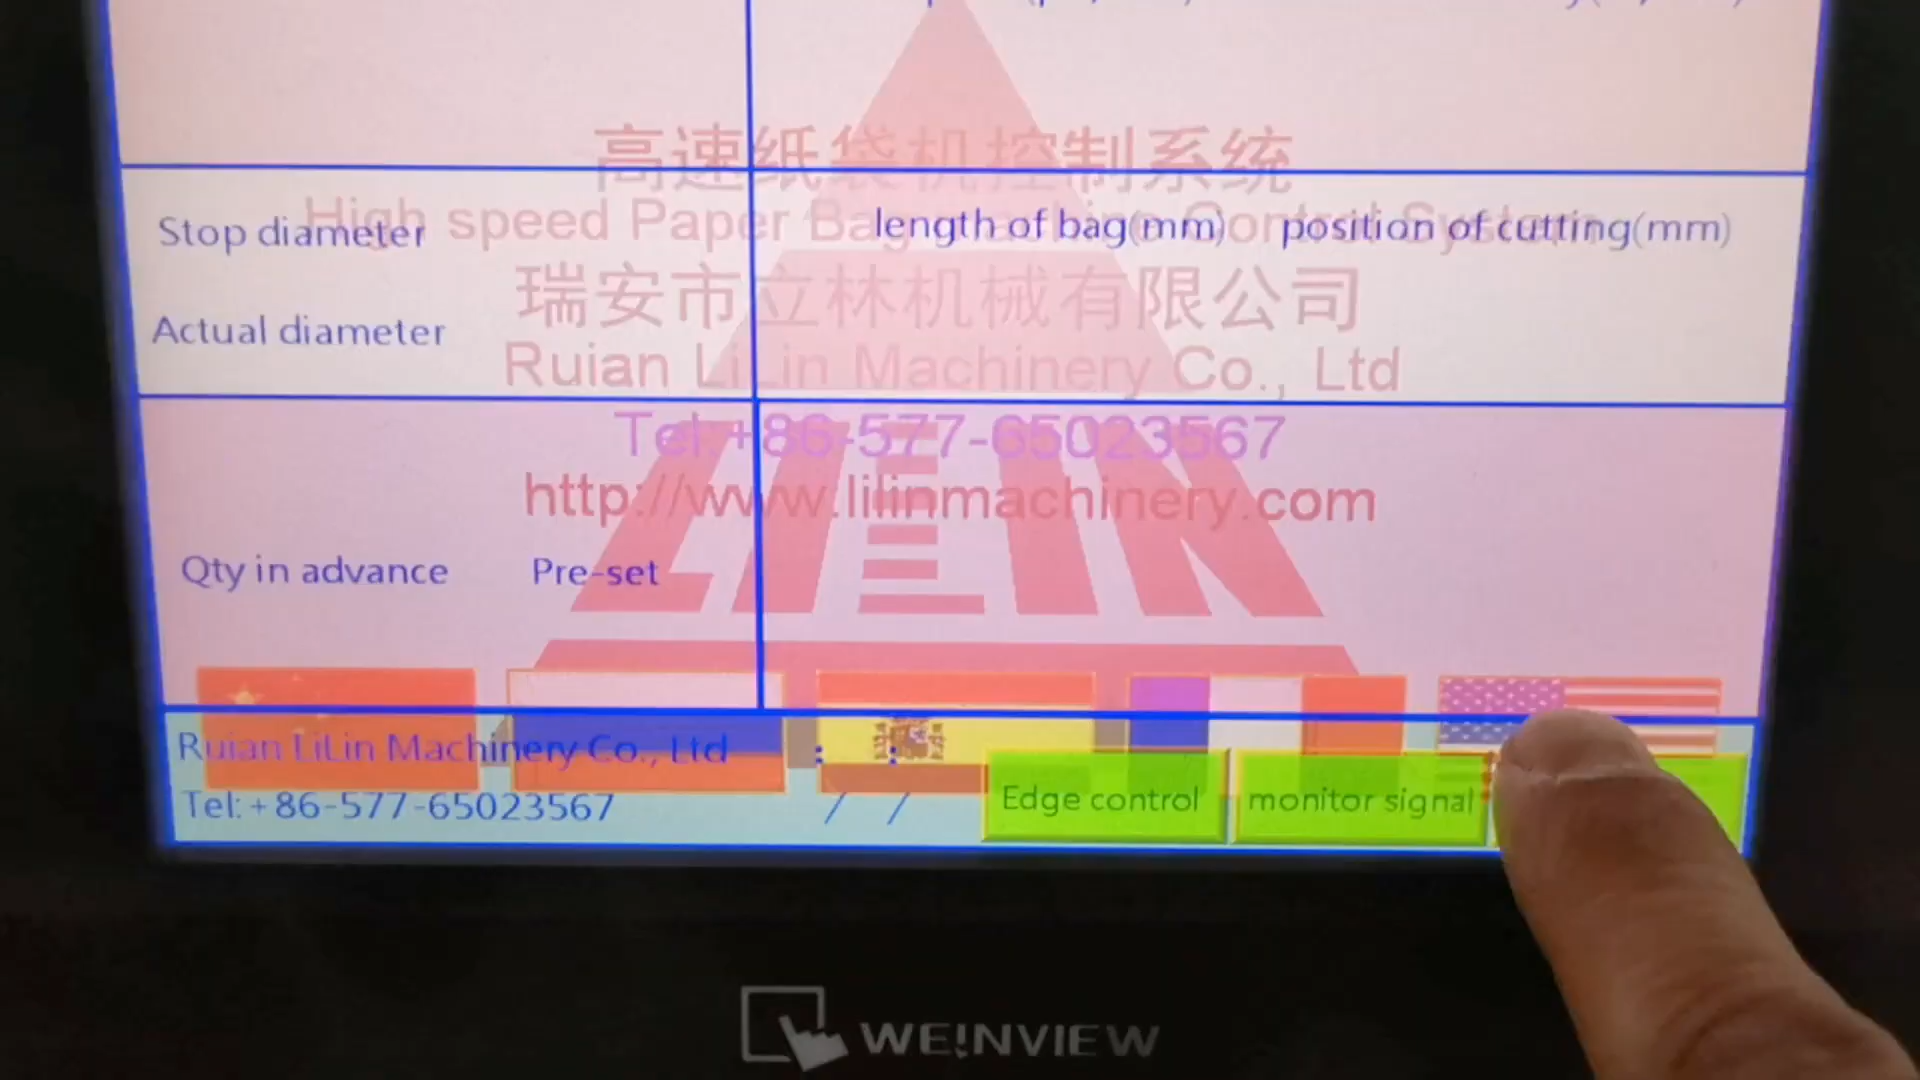 高速纸袋机控制系统
High speed Paper Bag Machine Control System
Stop diameter
length of bag(mm)
position of cutting(mm)
瑞安市立林机械有限公司
Actual diameter
Ruian LiLin Machinery Co., Ltd
Tel:+86-577-65023567
http://www.lilinmachinery.com
LILIN
Qty in advance
Pre-set
Ruian LiLin Machinery Co., Ltd
: :
Tel:+86-577-65023567
/ /
Edge control
monitor signal
WE!NVIEW